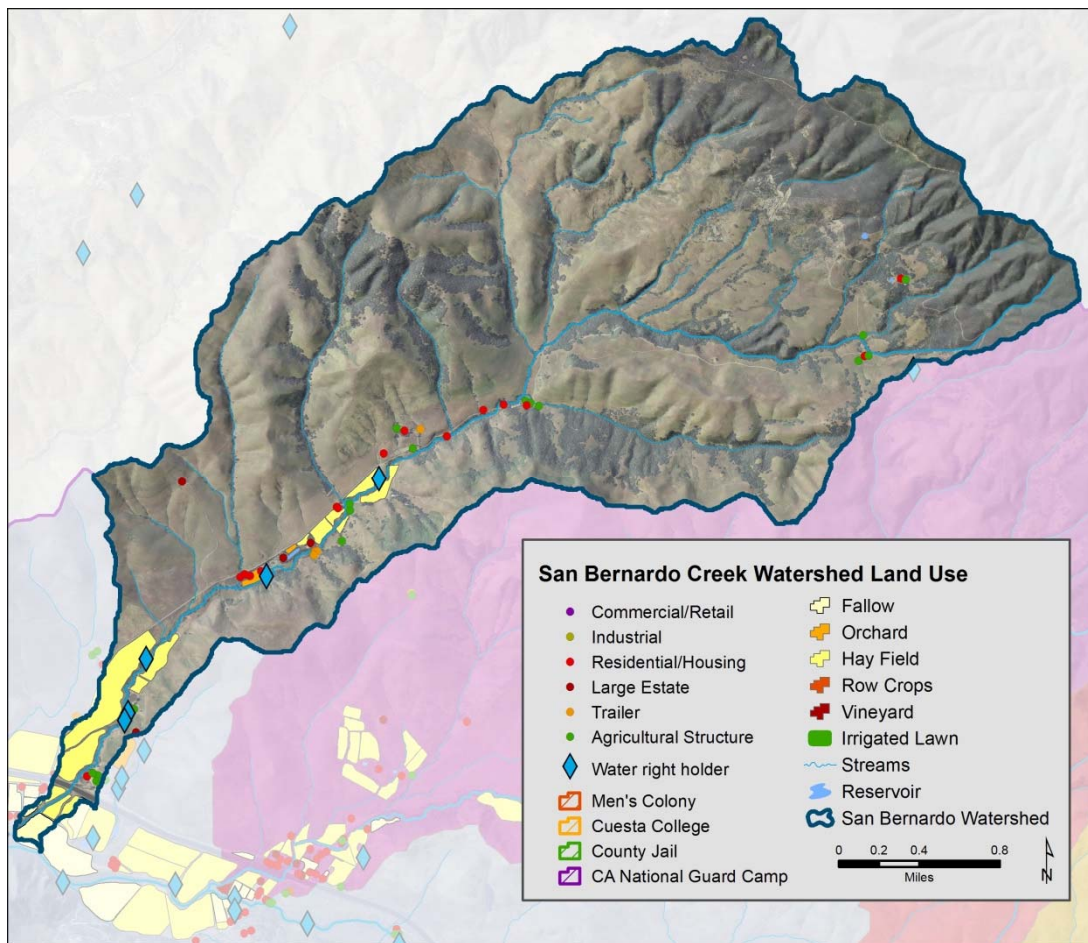 San Bernardo Creek Watershed Land Use
Commercial/Retail
Industrial
Residential/Housing
Large Estate
Trailer
Agricultural Structure
Water right holder
Men's Colony
Cuesta College
County Jail
CA National Guard Camp
Fallow
Orchard
Hay Field
Row Crops
Vineyard
Irrigated Lawn
Streams
Reservoir
San Bernardo Watershed
0 0.2 0.4 0.8
Miles
N